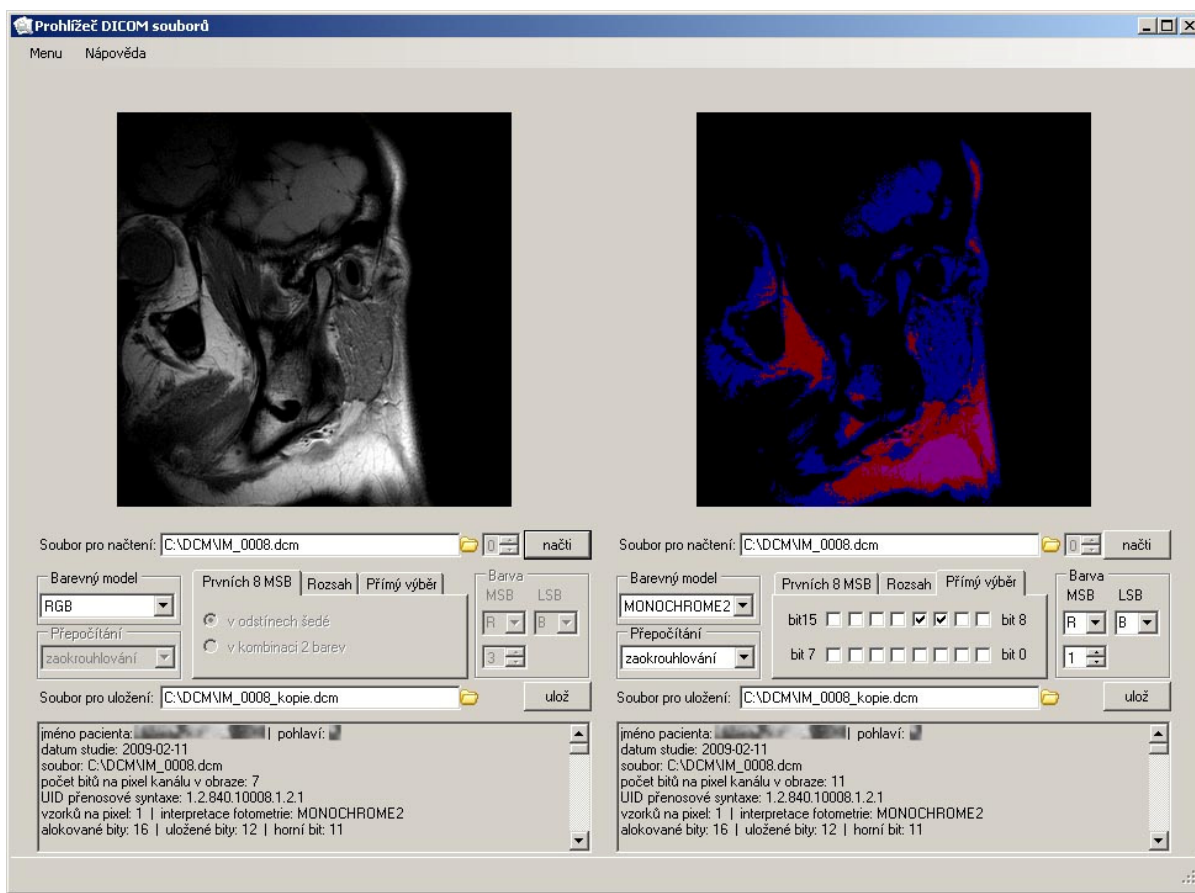 Prohlížeč DICOM souborů
Menu Nápověda
Soubor pro načtení: C:\DCM\IM_0008.dcm 0 načti
Barevný model
RGB
Přepočítání
zaokrouhlování
Prvních 8 MSB Rozsah Přímý výběr
v odstínech šedé
v kombinaci 2 barev
Barva
MSB LSB
R B
3
Soubor pro uložení: C:\DCM\IM_0008_kopie.dcm ulož
jméno pacienta: | pohlaví:
datum studie: 2009-02-11
soubor: C:\DCM\IM_0008.dcm
počet bitů na pixel kanálu v obraze: 7
UID přenosové syntaxe: 1.2.840.10008.1.2.1
vzorků na pixel: 1 | interpretace fotometrie: MONOCHROME2
alokované bity: 16 | uložené bity: 12 | horní bit: 11
Soubor pro načtení: C:\DCM\IM_0008.dcm 0 načti
Barevný model
MONOCHROME2
Přepočítání
zaokrouhlování
Prvních 8 MSB Rozsah Přímý výběr
bit15 bit 8
bit 7 bit 0
Barva
MSB LSB
R B
1
Soubor pro uložení: C:\DCM\IM_0008_kopie.dcm ulož
jméno pacienta: | pohlaví:
datum studie: 2009-02-11
soubor: C:\DCM\IM_0008.dcm
počet bitů na pixel kanálu v obraze: 11
UID přenosové syntaxe: 1.2.840.10008.1.2.1
vzorků na pixel: 1 | interpretace fotometrie: MONOCHROME2
alokované bity: 16 | uložené bity: 12 | horní bit: 11